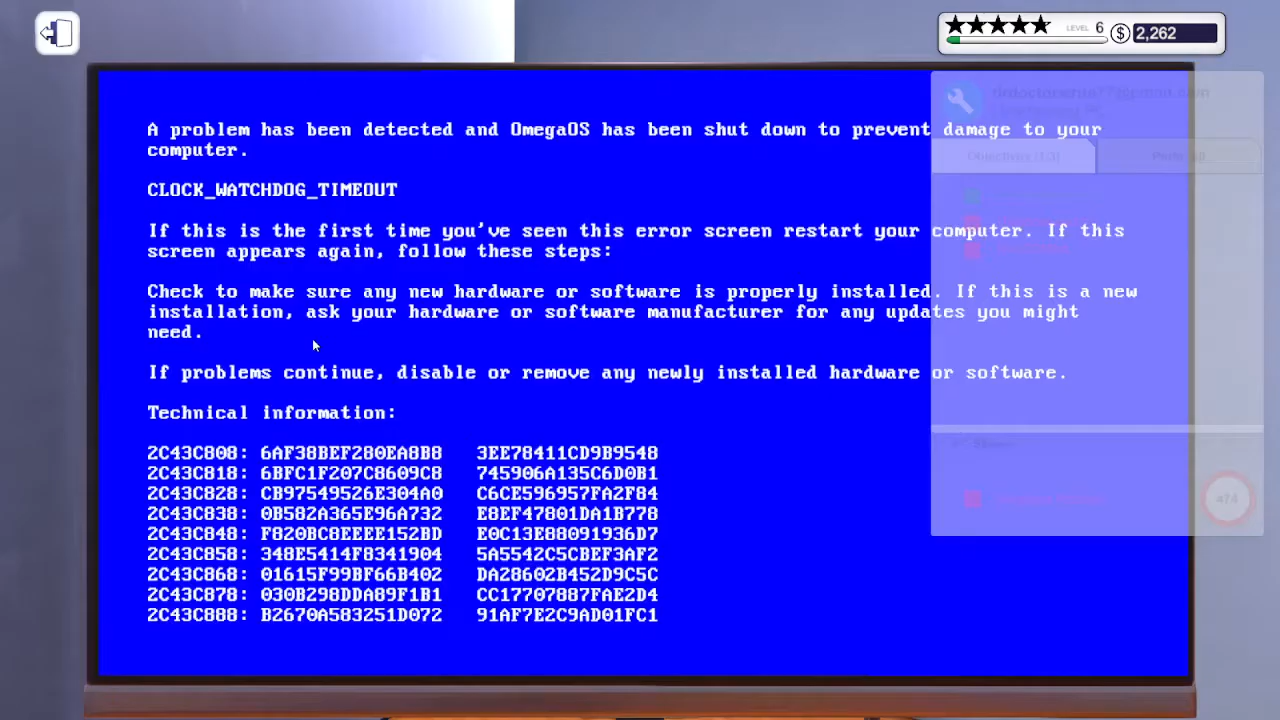 LEVEL 6
$ 2,262
A problem has been detected and OmegaOS has been shut down to prevent damage to your
computer.
CLOCK_WATCHDOG_TIMEOUT
If this is the first time you've seen this error screen restart your computer. If this
screen appears again, follow these steps:
Check to make sure any new hardware or software is properly installed. If this is a new
installation, ask your hardware or software manufacturer for any updates you might
need.
If problems continue, disable or remove any newly installed hardware or software.
Technical information:
2C43C808: 6AF38BEF280EA8B8 3EE78411CD9B9548
2C43C818: 6BFC1F207C8609C8 745906A135C6D0B1
2C43C828: CB97549526E304A0 C6CE596957FA2F84
2C43C838: 0B582A365E96A732 E8EF47801DA1B778
2C43C848: F820BC8EEEE152BD E0C13E88091936D7
2C43C858: 348E5414F8341904 5A5542C5CBEF3AF2
2C43C868: 01615F99BF66B402 DA28602B452D9C5C
2C43C878: 030B298DDA89F1B1 CC17707887FAE2D4
2C43C888: B2670A583251D072 91AF7E2C9AD01FC1
Objectives (1/3)
474